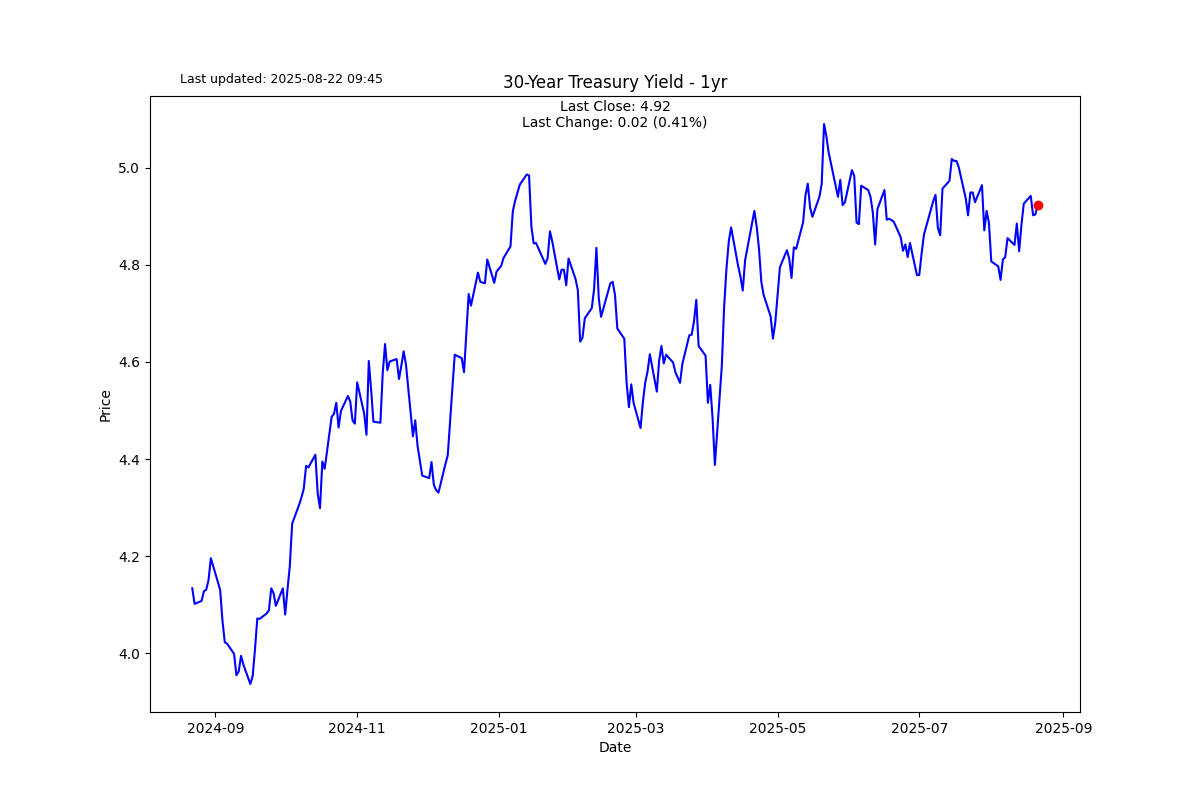 Last updated: 2025-08-22 09:45
30-Year Treasury Yield - 1yr
Last Close: 4.92
Last Change: 0.02 (0.41%)
Price
5.0
4.8
4.6
4.4
4.2
4.0
2024-09 2024-11 2025-01 2025-03 2025-05 2025-07 2025-09
Date